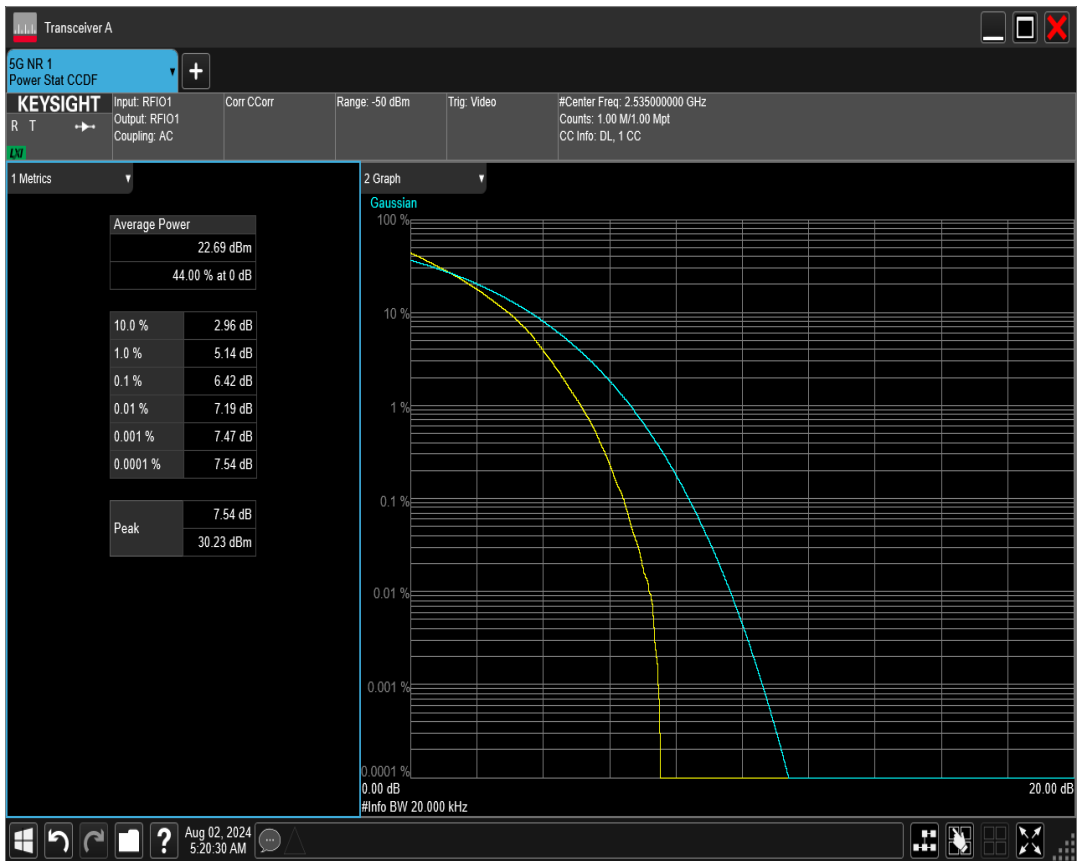 Transceiver A
5G NR 1
Power Stat CCDF
KEYSIGHT
R T
LXI
Input: RFIO1
Output: RFIO1
Coupling: AC
Corr CCorr
Range: -50 dBm
Trig: Video
#Center Freq: 2.535000000 GHz
Counts: 1.00 M/1.00 Mpt
CC Info: DL, 1 CC
1 Metrics
Average Power
22.69 dBm
44.00 % at 0 dB
10.0 % 2.96 dB
1.0 % 5.14 dB
0.1 % 6.42 dB
0.01 % 7.19 dB
0.001 % 7.47 dB
0.0001 % 7.54 dB
Peak
7.54 dB
30.23 dBm
2 Graph
Gaussian
100 %
10 %
1 %
0.1 %
0.01 %
0.001 %
0.0001 %
0.00 dB 20.00 dB
#Info BW 20.000 kHz
Aug 02, 2024
5:20:30 AM